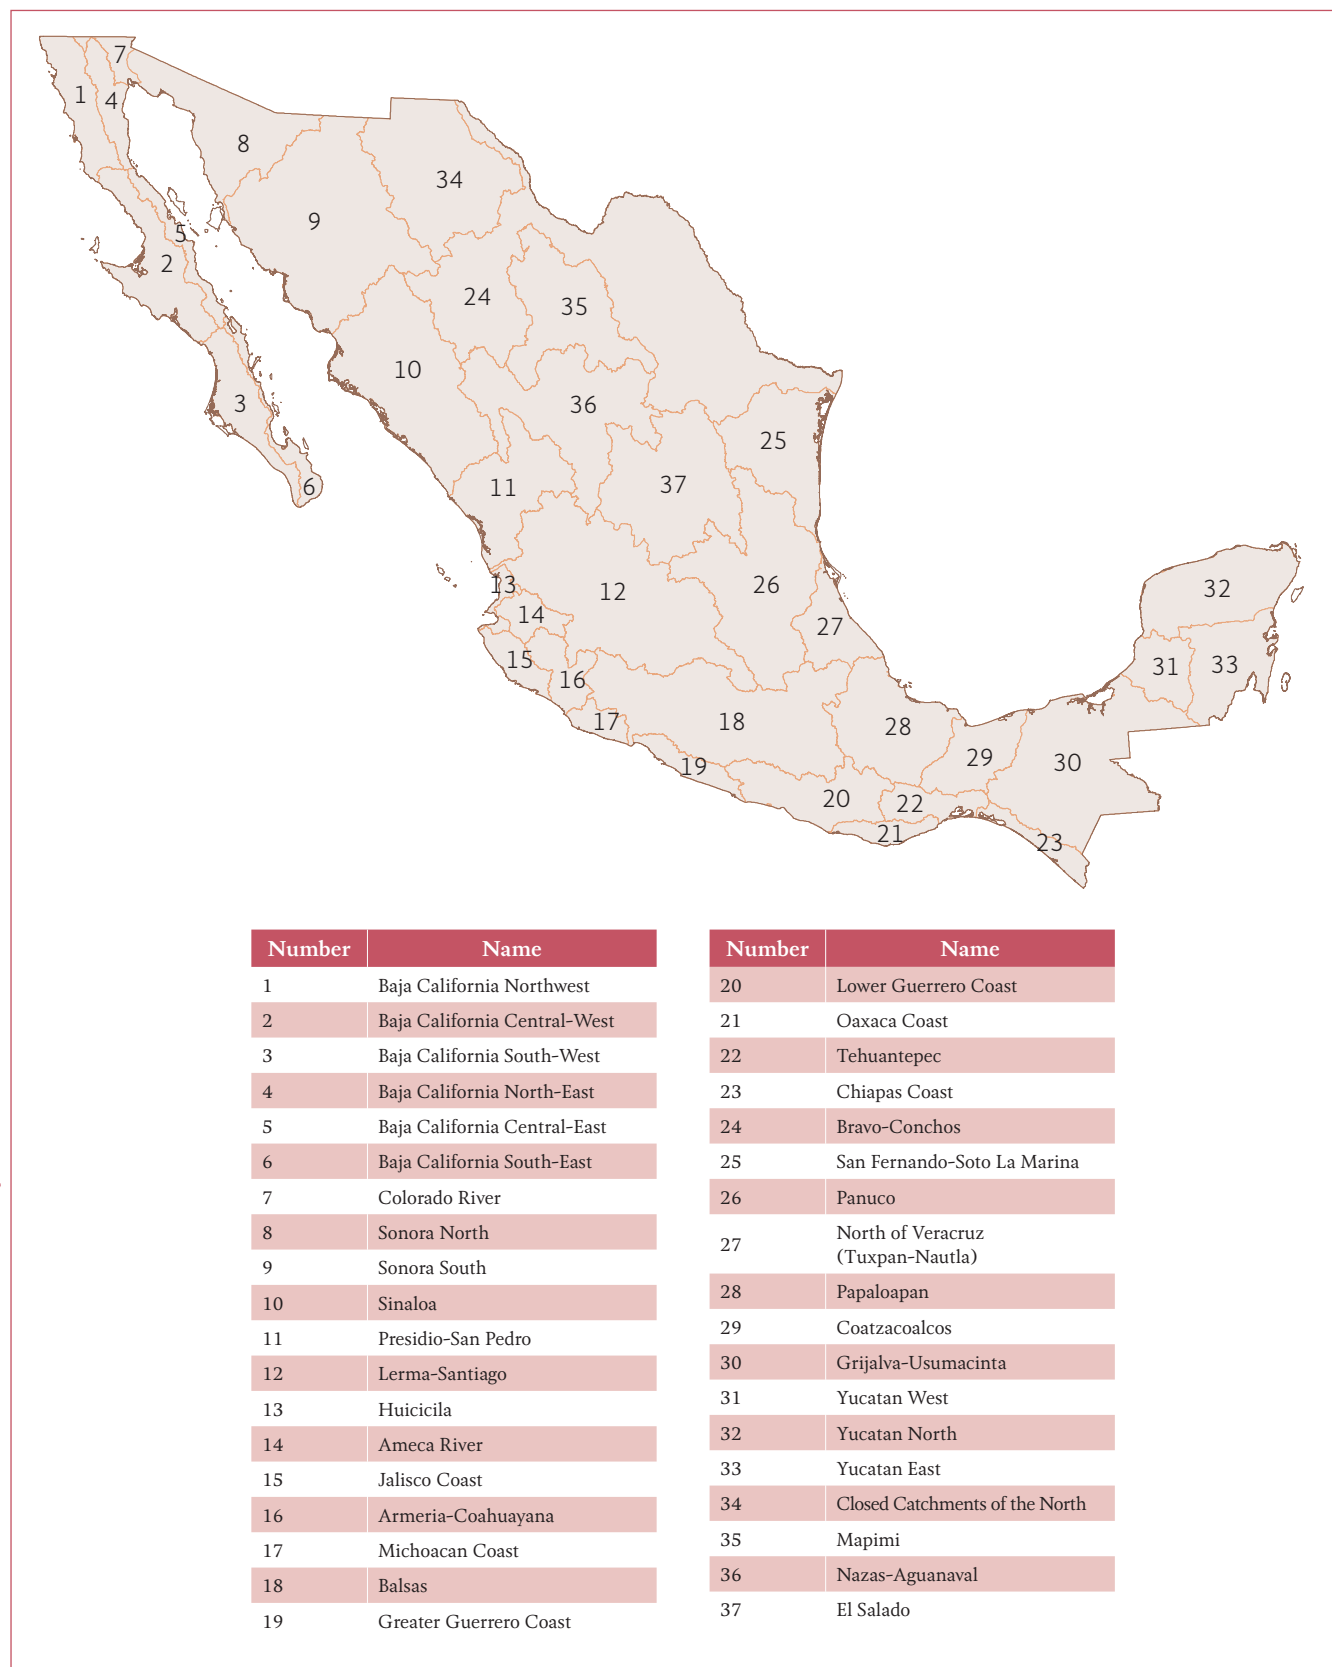 7
1
4
8
34
9
5
2
24
35
10
3
36
25
11
37
6
13
12
26
32
14
27
15
31
33
16
17
18
28
29
30
19
20
22
21
23
Number Name
1 Baja California Northwest
2 Baja California Central-West
3 Baja California South-West
4 Baja California North-East
5 Baja California Central-East
6 Baja California South-East
7 Colorado River
8 Sonora North
9 Sonora South
10 Sinaloa
11 Presidio-San Pedro
12 Lerma-Santiago
13 Huicicila
14 Ameca River
15 Jalisco Coast
16 Armeria-Coahuayana
17 Michoacan Coast
18 Balsas
19 Greater Guerrero Coast
Number Name
20 Lower Guerrero Coast
21 Oaxaca Coast
22 Tehuantepec
23 Chiapas Coast
24 Bravo-Conchos
25 San Fernando-Soto La Marina
26 Panuco
27 North of Veracruz
(Tuxpan-Nautla)
28 Papaloapan
29 Coatzacoalcos
30 Grijalva-Usumacinta
31 Yucatan West
32 Yucatan North
33 Yucatan East
34 Closed Catchments of the North
35 Mapimi
36 Nazas-Aguanaval
37 El Salado